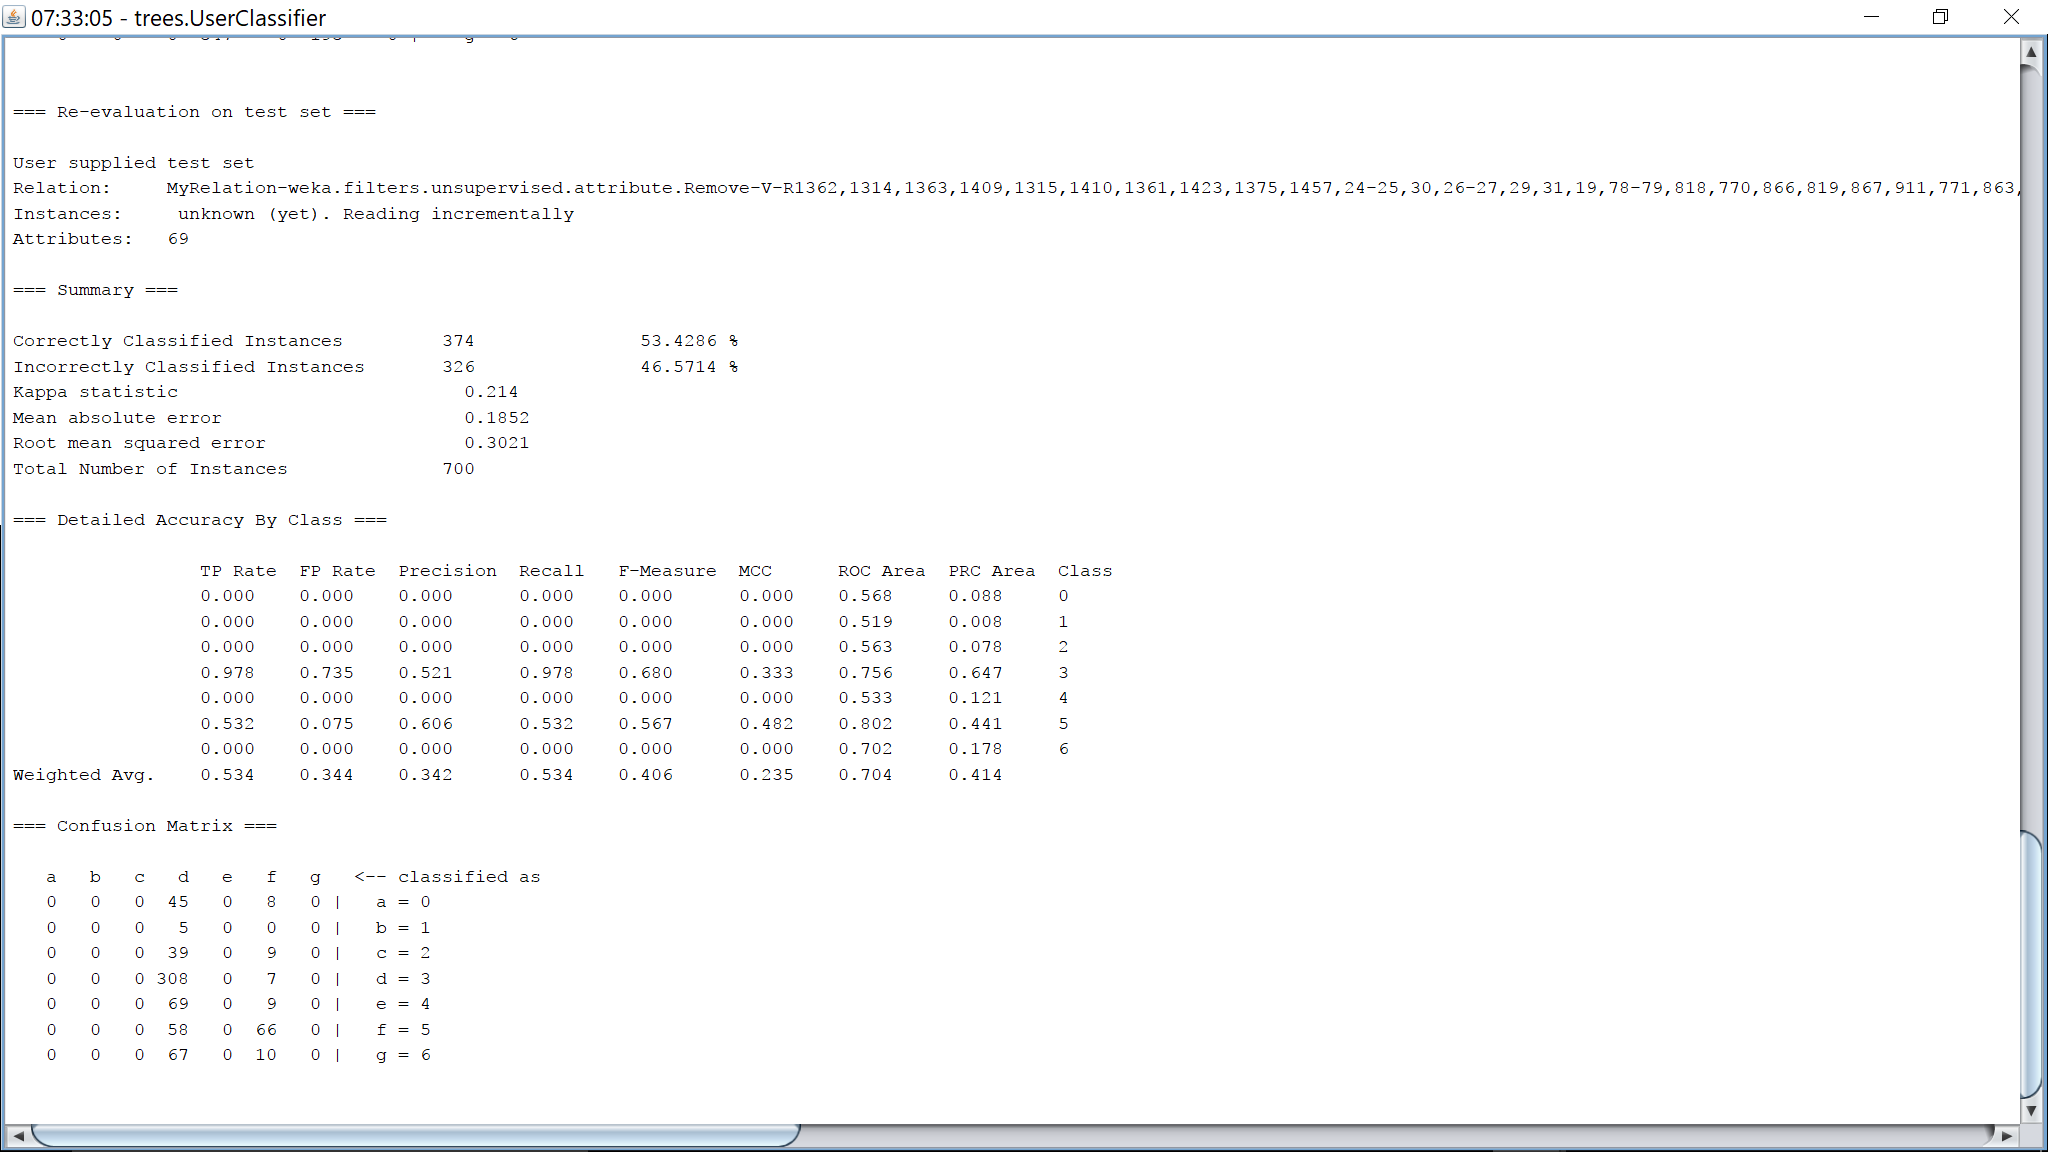 07:33:05 - trees.UserClassifier
=== Re-evaluation on test set ===
User supplied test set
Relation:     MyRelation-weka.filters.unsupervised.attribute.Remove-V-R1362,1314,1363,1409,1315,1410,1361,1423,1375,1457,24-25,30,26-27,29,31,19,78-79,818,770,866,819,867,911,771,863,
Instances:     unknown (yet). Reading incrementally
Attributes:   69
=== Summary ===
Correctly Classified Instances         374               53.4286 %
Incorrectly Classified Instances       326               46.5714 %
Kappa statistic                          0.214
Mean absolute error                      0.1852
Root mean squared error                  0.3021
Total Number of Instances              700
=== Detailed Accuracy By Class ===
TP Rate  FP Rate  Precision  Recall   F-Measure  MCC      ROC Area  PRC Area  Class
0.000    0.000    0.000      0.000    0.000      0.000    0.568     0.088     0
0.000    0.000    0.000      0.000    0.000      0.000    0.519     0.008     1
0.000    0.000    0.000      0.000    0.000      0.000    0.563     0.078     2
0.978    0.735    0.521      0.978    0.680      0.333    0.756     0.647     3
0.000    0.000    0.000      0.000    0.000      0.000    0.533     0.121     4
0.532    0.075    0.606      0.532    0.567      0.482    0.802     0.441     5
0.000    0.000    0.000      0.000    0.000      0.000    0.702     0.178     6
Weighted Avg.    0.534    0.344    0.342      0.534    0.406      0.235    0.704     0.414
=== Confusion Matrix ===
a   b   c   d   e   f   g   <-- classified as
0   0   0  45   0   8   0 |   a = 0
0   0   0   5   0   0   0 |   b = 1
0   0   0  39   0   9   0 |   c = 2
0   0   0 308   0   7   0 |   d = 3
0   0   0  69   0   9   0 |   e = 4
0   0   0  58   0  66   0 |   f = 5
0   0   0  67   0  10   0 |   g = 6